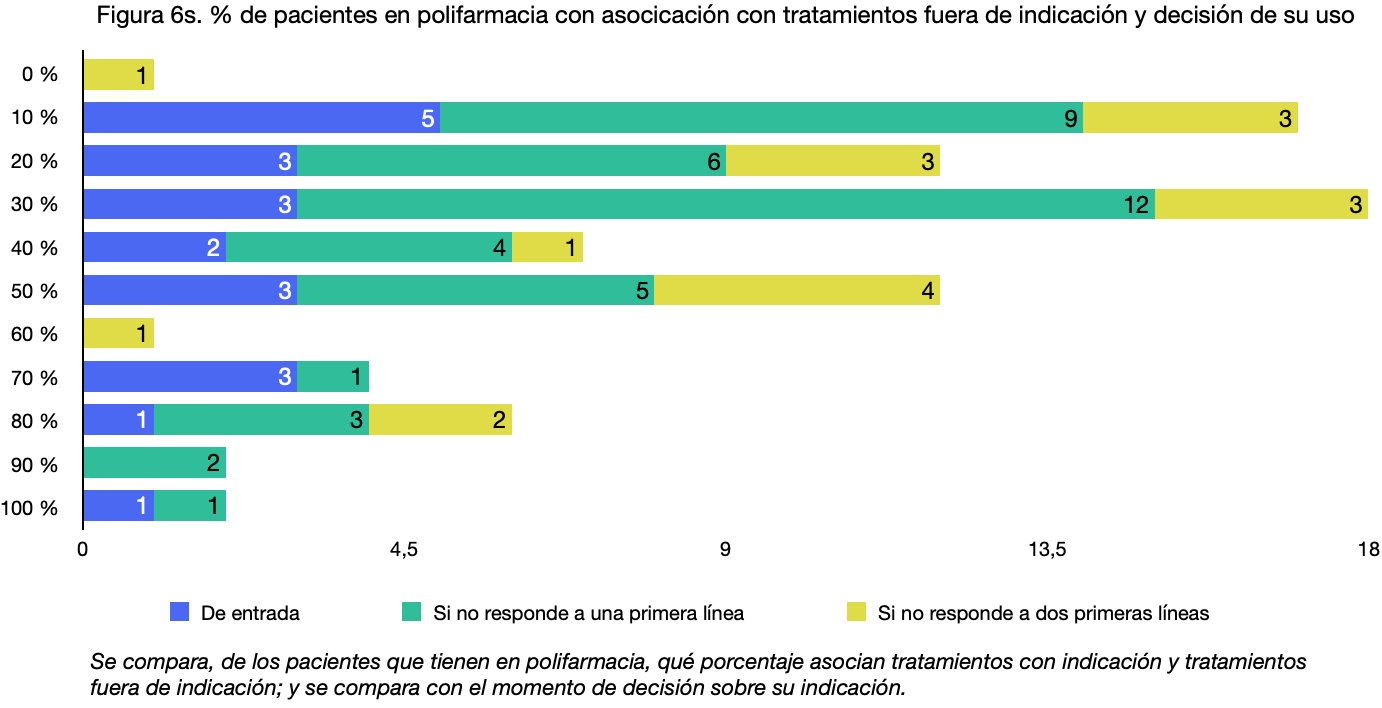 Figura 6s. % de pacientes en polifarmacia con asocicación con tratamientos fuera de indicación y decisión de su uso
0 % 1
10 % 5 9 3
20 % 3 6 3
30 % 3 12 3
40 % 2 4 1
50 % 3 5 4
60 % 1
70 % 3 1
80 % 1 3 2
90 % 2
100 % 1 1
0 4,5 9 13,5 18
De entrada Si no responde a una primera línea Si no responde a dos primeras líneas
Se compara, de los pacientes que tienen en polifarmacia, qué porcentaje asocian tratamientos con indicación y tratamientos
fuera de indicación; y se compara con el momento de decisión sobre su indicación.